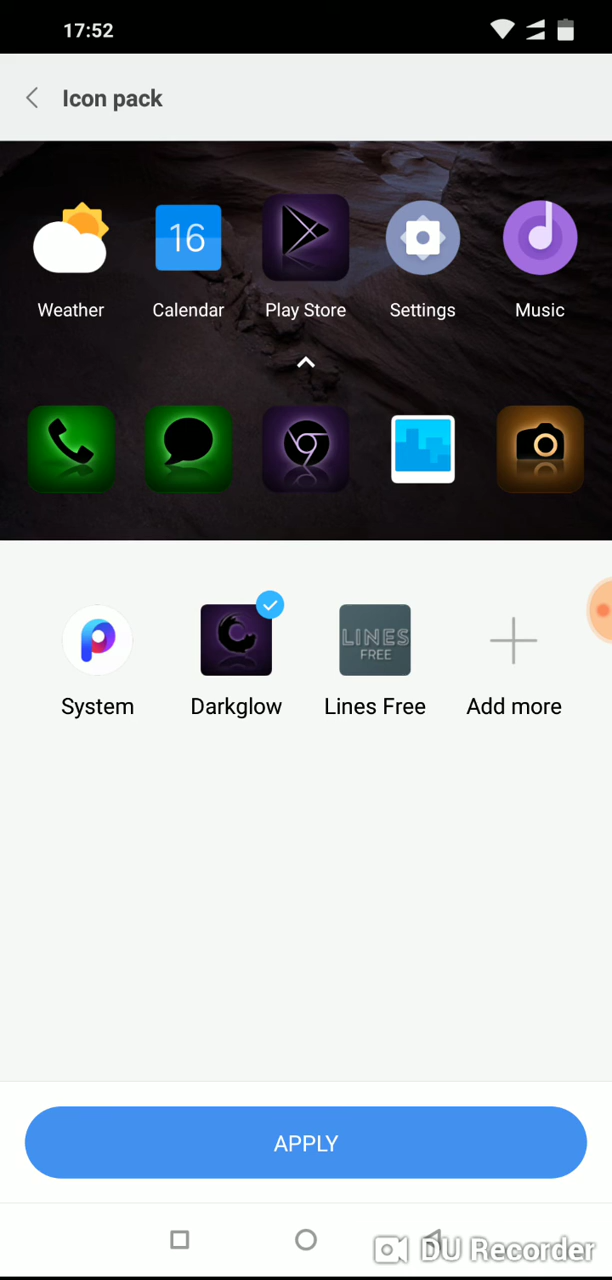 17:52
Icon pack
16
Weather
Calendar
Play Store
Settings
Music
LINES
FREE
System
Darkglow
Lines Free
Add more
APPLY
DU Recorder